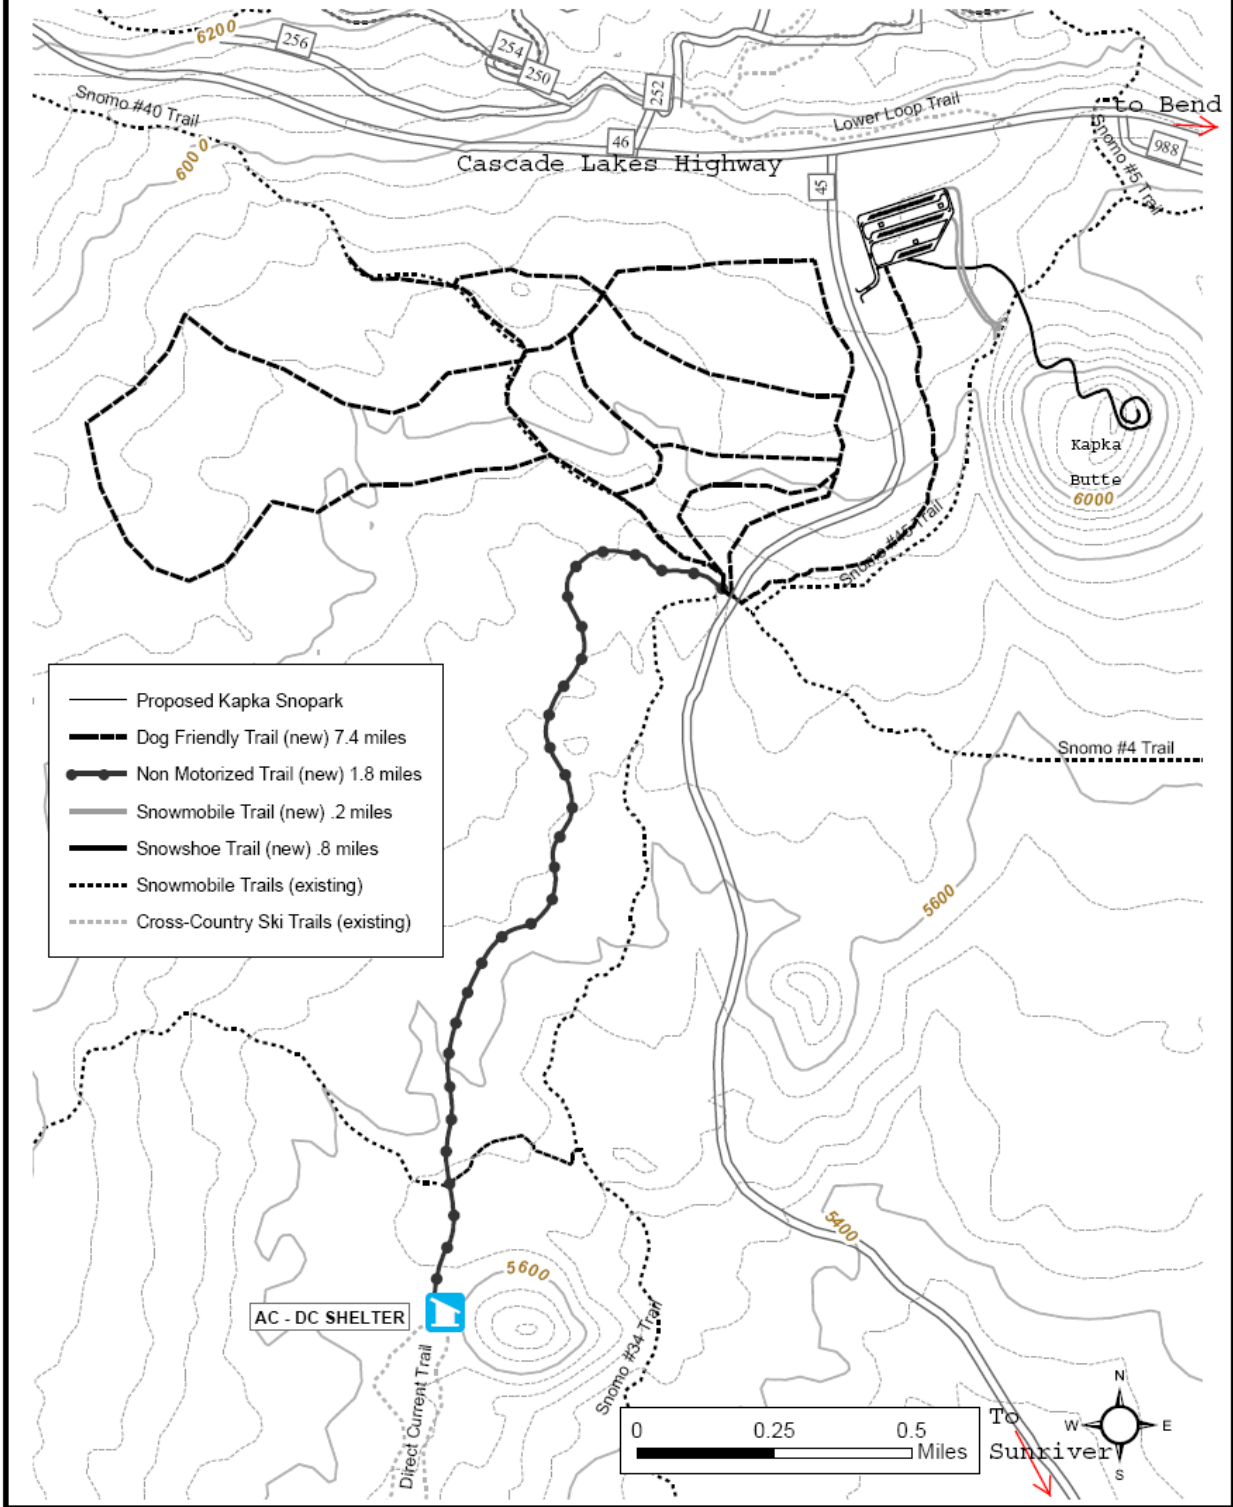 6200
256
254
250
252
Snomo #40 Trail
Lower Loop Trail
to Bend
46
Cascade Lakes Highway
988
Snomo #5 Trail
6000
45
Kapka
Butte
6000
Snomo #45 Trail
Proposed Kapka Snopark
Dog Friendly Trail (new) 7.4 miles
Non Motorized Trail (new) 1.8 miles
Snowmobile Trail (new) .2 miles
Snowshoe Trail (new) .8 miles
Snowmobile Trails (existing)
Cross-Country Ski Trails (existing)
Snomo #4 Trail
5600
5400
5600
AC - DC SHELTER
Direct Current Trail
Snomo #34 Trail
0 0.25 0.5
Miles
To
Sunriver
N
W E
S